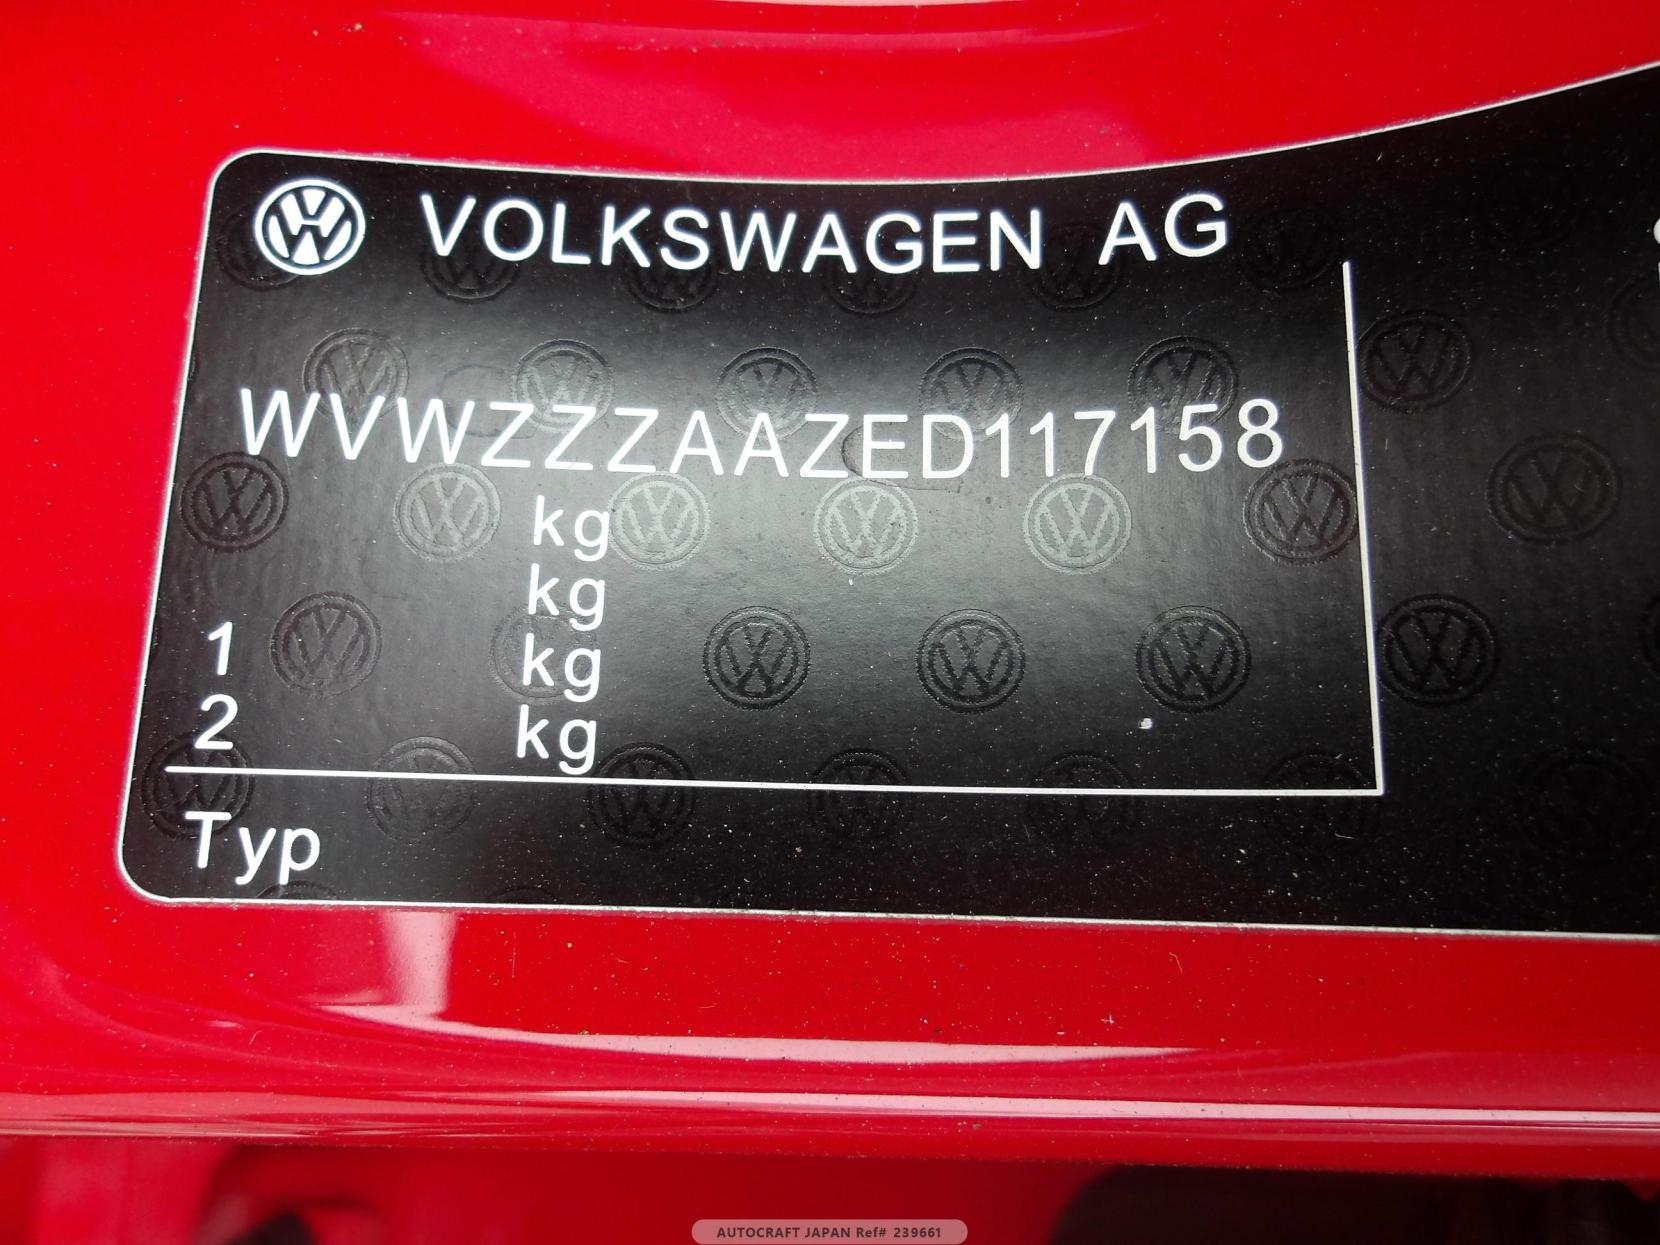 VOLKSWAGEN AG
WVWZZZAAZED117158
kg
kg
1 kg
2 kg
Typ
AUTOCRAFT JAPAN Ref# 239661